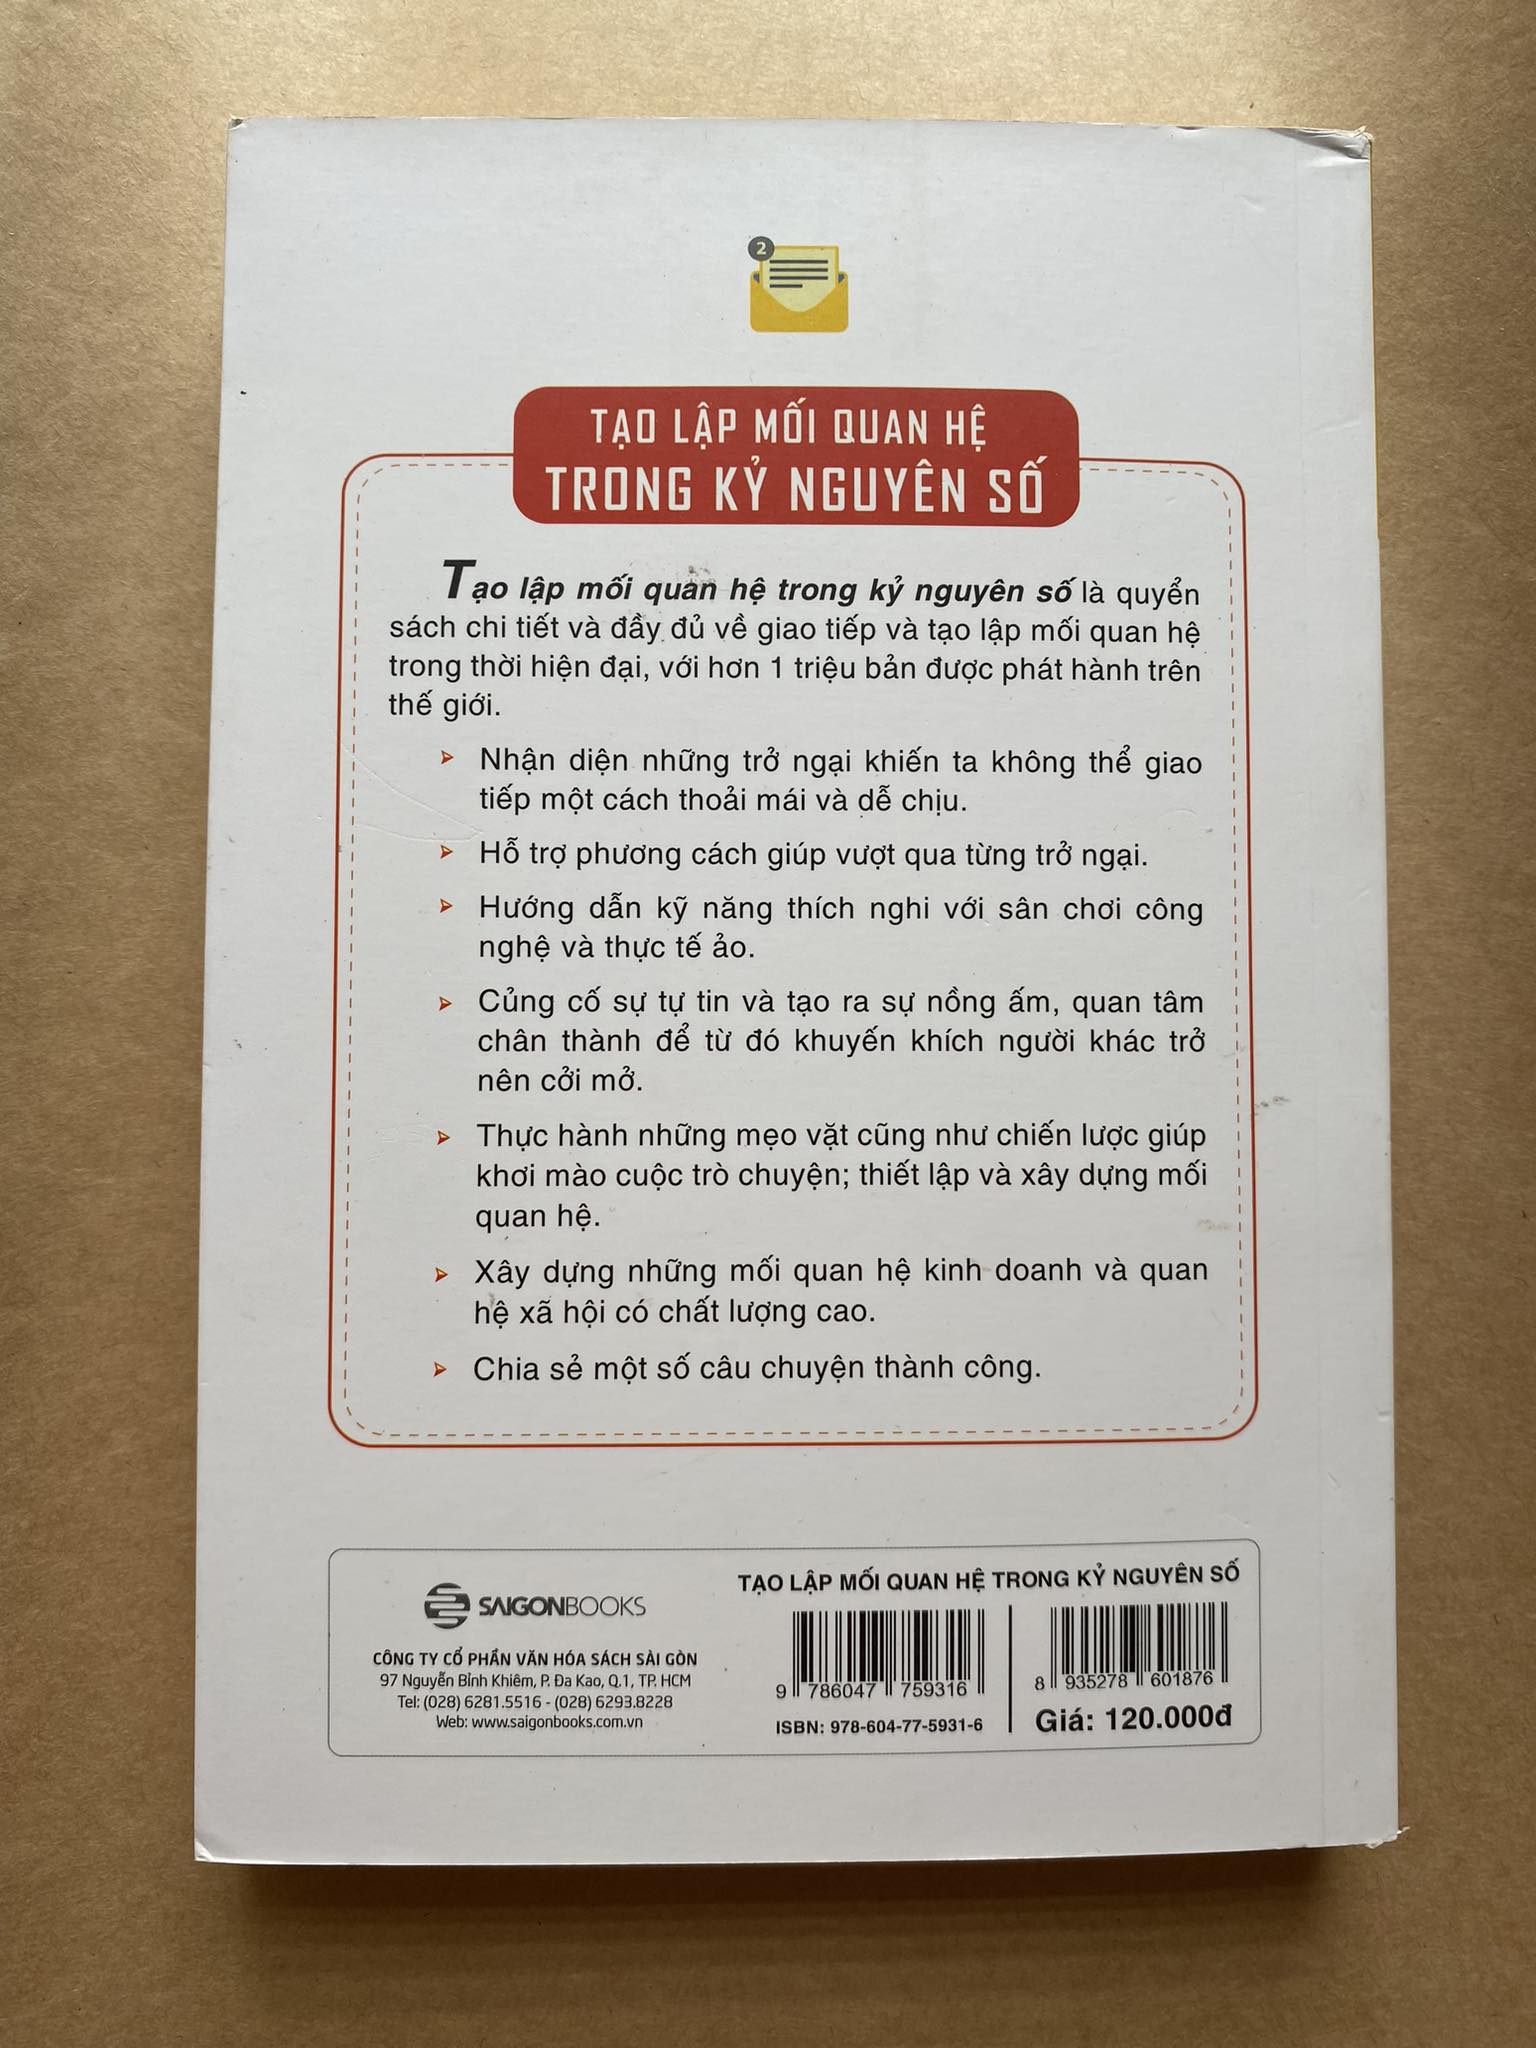 2
TẠO LẬP MỐI QUAN HỆ
TRONG KỶ NGUYÊN SỐ
Tạo lập mối quan hệ trong kỷ nguyên số là quyển
sách chi tiết và đầy đủ về giao tiếp và tạo lập mối quan hệ
trong thời hiện đại, với hơn 1 triệu bản được phát hành trên
thế giới.
Nhận diện những trở ngại khiến ta không thể giao
tiếp một cách thoải mái và dễ chịu.
Hỗ trợ phương cách giúp vượt qua từng trở ngại.
Hướng dẫn kỹ năng thích nghi với sân chơi công
nghệ và thực tế ảo.
Củng cố sự tự tin và tạo ra sự nồng ấm, quan tâm
chân thành để từ đó khuyến khích người khác trở
nên cởi mở.
Thực hành những mẹo vặt cũng như chiến lược giúp
khơi mào cuộc trò chuyện; thiết lập và xây dựng mối
quan hệ.
Xây dựng những mối quan hệ kinh doanh và quan
hệ xã hội có chất lượng cao.
Chia sẻ một số câu chuyện thành công.
SAIGONBOOKS
CÔNG TY CỔ PHẦN VĂN HÓA SÁCH SÀI GÒN
97 Nguyễn Bỉnh Khiêm, P. Đa Kao, Q.1, TP. HCM
Tel: (028) 6281.5516 - (028) 6293.8228
Web: www.saigonbooks.com.vn
TẠO LẬP MỐI QUAN HỆ TRONG KỶ NGUYÊN SỐ
9 786047 759316
ISBN: 978-604-77-5931-6
8 935278 601876
Giá: 120.000đ